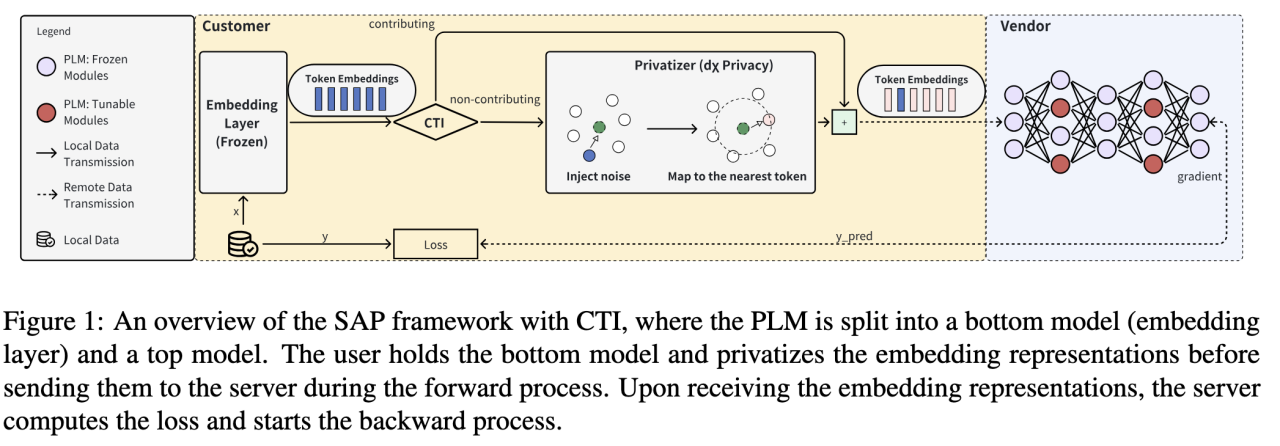 Legend
PLM: Frozen
Modules
PLM: Tunable
Modules
Local Data
Transmission
Remote Data
Transmission
Local Data
Customer
contributing
Embedding
Layer
(Frozen)
Token Embeddings
CTI
non-contributing
Privatizer (dχ Privacy)
Inject noise
Map to the nearest token
+
Token Embeddings
x
y
Loss
y_pred
Vendor
gradient
Figure 1: An overview of the SAP framework with CTI, where the PLM is split into a bottom model (embedding
layer) and a top model. The user holds the bottom model and privatizes the embedding representations before
sending them to the server during the forward process. Upon receiving the embedding representations, the server
computes the loss and starts the backward process.